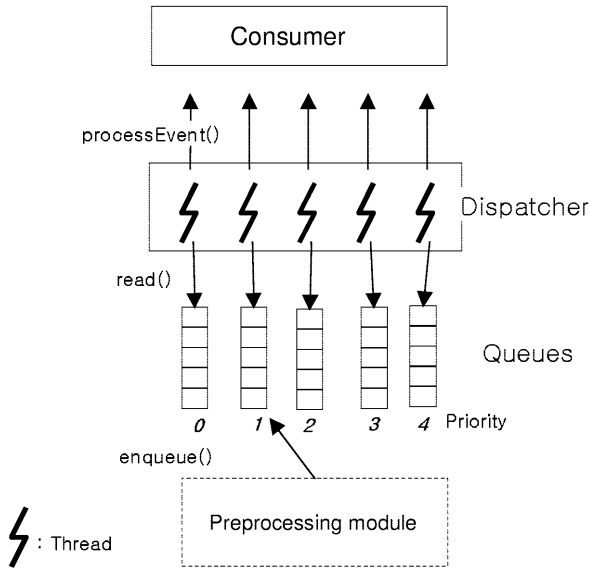 Consumer
processEvent()
Dispatcher
read()
Queues
0 1 2 3 4 Priority
enqueue()
Preprocessing module
: Thread